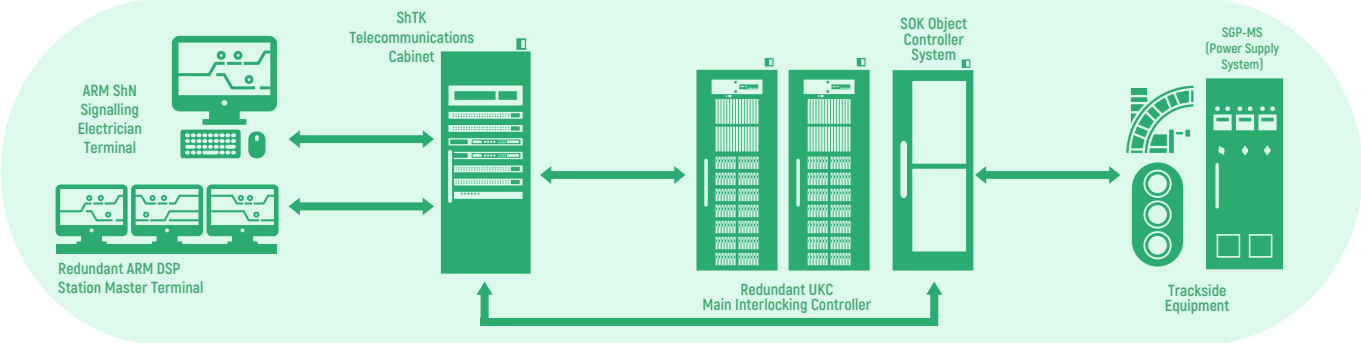 ARM ShN
Signalling
Electrician
Terminal
Redundant ARM DSP
Station Master Terminal
ShTK
Telecommunications
Cabinet
Redundant UKC
Main Interlocking Controller
SOK Object
Controller
System
Trackside
Equipment
SGP-MS
(Power Supply
System)